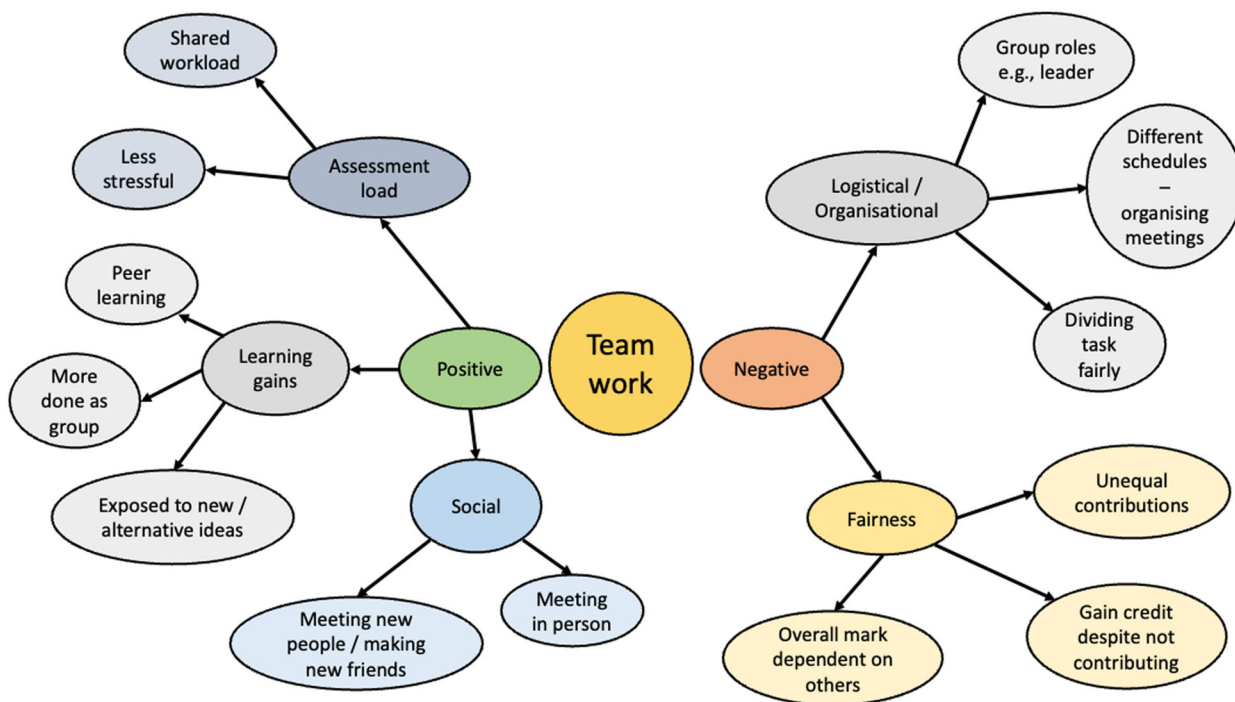 Shared
workload
Less
stressful
Assessment
load
Peer
learning
More
done as
group
Learning
gains
Exposed to new /
alternative ideas
Positive
Social
Meeting new
people / making
new friends
Meeting
in person
Team
work
Negative
Logistical /
Organisational
Group roles
e.g., leader
Different
schedules
–
organising
meetings
Dividing
task
fairly
Fairness
Unequal
contributions
Gain credit
despite not
contributing
Overall mark
dependent on
others